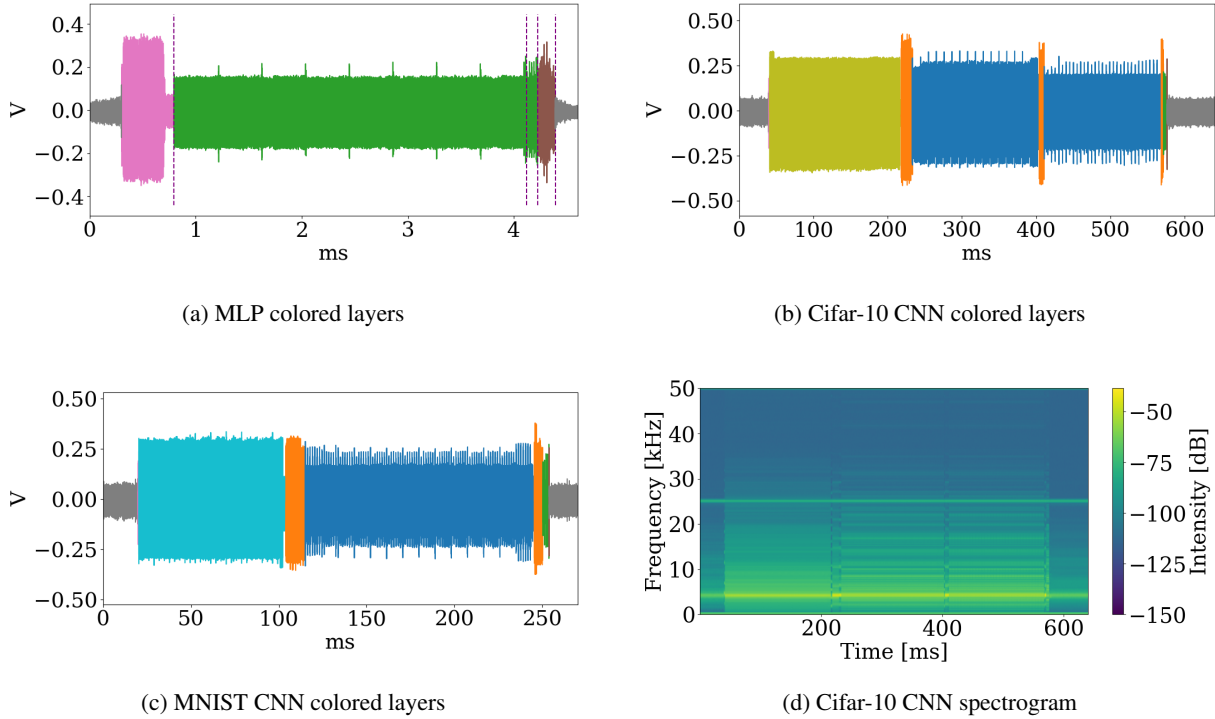 0.4
0.2
0.0
−0.2
−0.4
V
0 1 2 3 4
ms
(a) MLP colored layers
0.50
0.25
0.00
−0.25
−0.50
V
0 100 200 300 400 500 600
ms
(b) Cifar-10 CNN colored layers
0.50
0.25
0.00
−0.25
−0.50
V
0 50 100 150 200 250
ms
(c) MNIST CNN colored layers
50
40
30
20
10
0
Frequency [kHz]
200 400 600
Time [ms]
−50
−75
−100
−125
−150
Intensity [dB]
(d) Cifar-10 CNN spectrogram